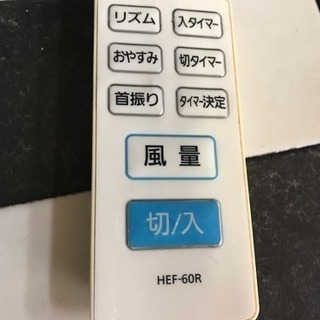 リズム 入タイマー
おやすみ 切タイマー
首振り タイマー決定
風量
切/入
HEF-60R